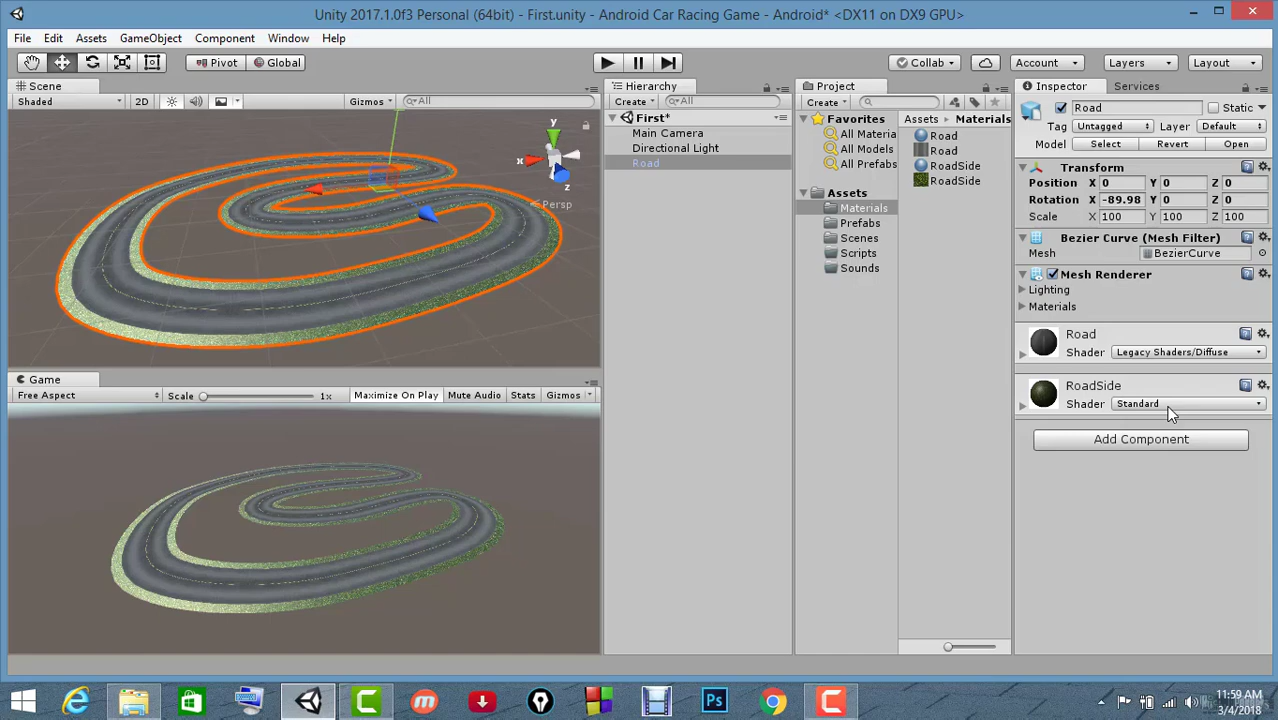 Unity 2017.1.0f3 Personal (64bit) - First.unity - Android Car Racing Game - Android* <DX11 on DX9 GPU>
File Edit Assets GameObject Component Window Help
Pivot Global Collab Account Layers Layout
Scene
Shaded 2D Gizmos All
y
x
z
Persp
Game
Free Aspect Scale 1x Maximize On Play Mute Audio Stats Gizmos
Hierarchy
Create All
First*
Main Camera
Directional Light
Road
Project
Create
Favorites
All Materia
All Models
All Prefabs
Assets
Materials
Prefabs
Scenes
Scripts
Sounds
Assets Materials
Road
Road
RoadSide
RoadSide
Inspector Services
Road Static
Tag Untagged Layer Default
Model Select Revert Open
Transform
Position X 0 Y 0 Z 0
Rotation X -89.98 Y 0 Z 0
Scale X 100 Y 100 Z 100
Bezier Curve (Mesh Filter)
Mesh BezierCurve
Mesh Renderer
Lighting
Materials
Road
Shader Legacy Shaders/Diffuse
RoadSide
Shader Standard
Add Component
Ps
11:59 AM
3/4/2018